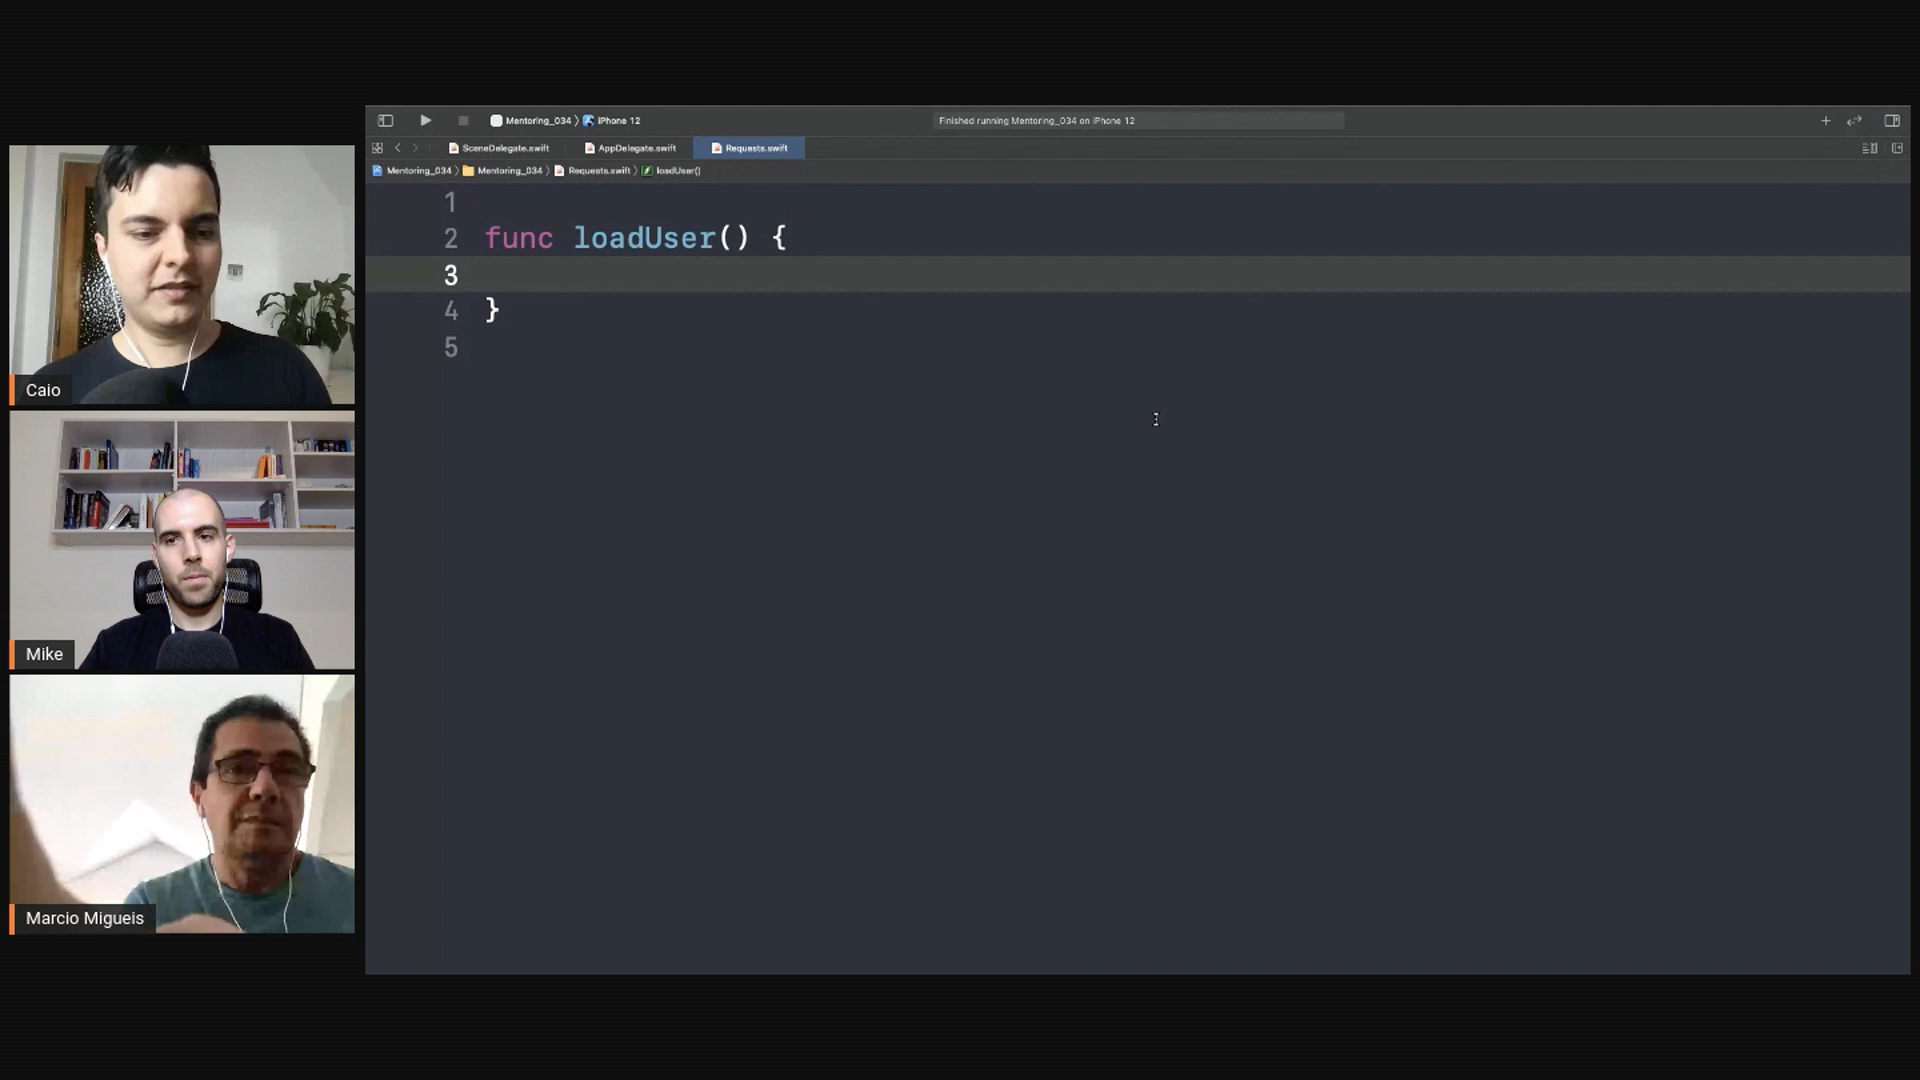 Mentoring_034 〉 iPhone 12
Finished running Mentoring_034 on iPhone 12
SceneDelegate.swift
AppDelegate.swift
Requests.swift
Mentoring_034 〉 Mentoring_034 〉 Requests.swift 〉 loadUser()
1
2 func loadUser() {
3
4 }
5
Caio
Mike
Marcio Migueis